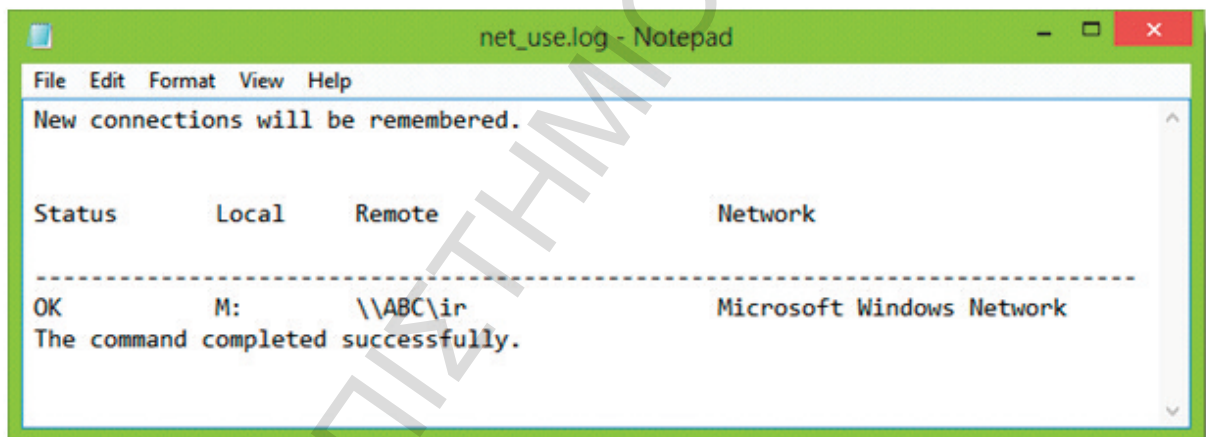 net_use.log - Notepad
File Edit Format View Help
New connections will be remembered.
Status Local Remote Network
-------------------------------------------------------------------------------
OK M: \\ABC\ir Microsoft Windows Network
The command completed successfully.